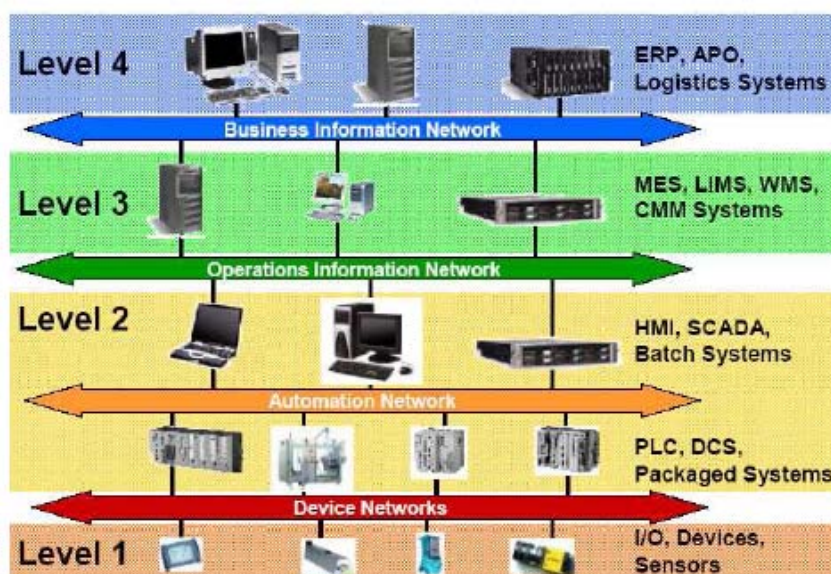 Level 4
ERP, APO,
Logistics Systems
Business Information Network
Level 3
MES, LIMS, WMS,
CMM Systems
Operations Information Network
Level 2
HMI, SCADA,
Batch Systems
Automation Network
PLC, DCS,
Packaged Systems
Device Networks
Level 1
I/O, Devices,
Sensors